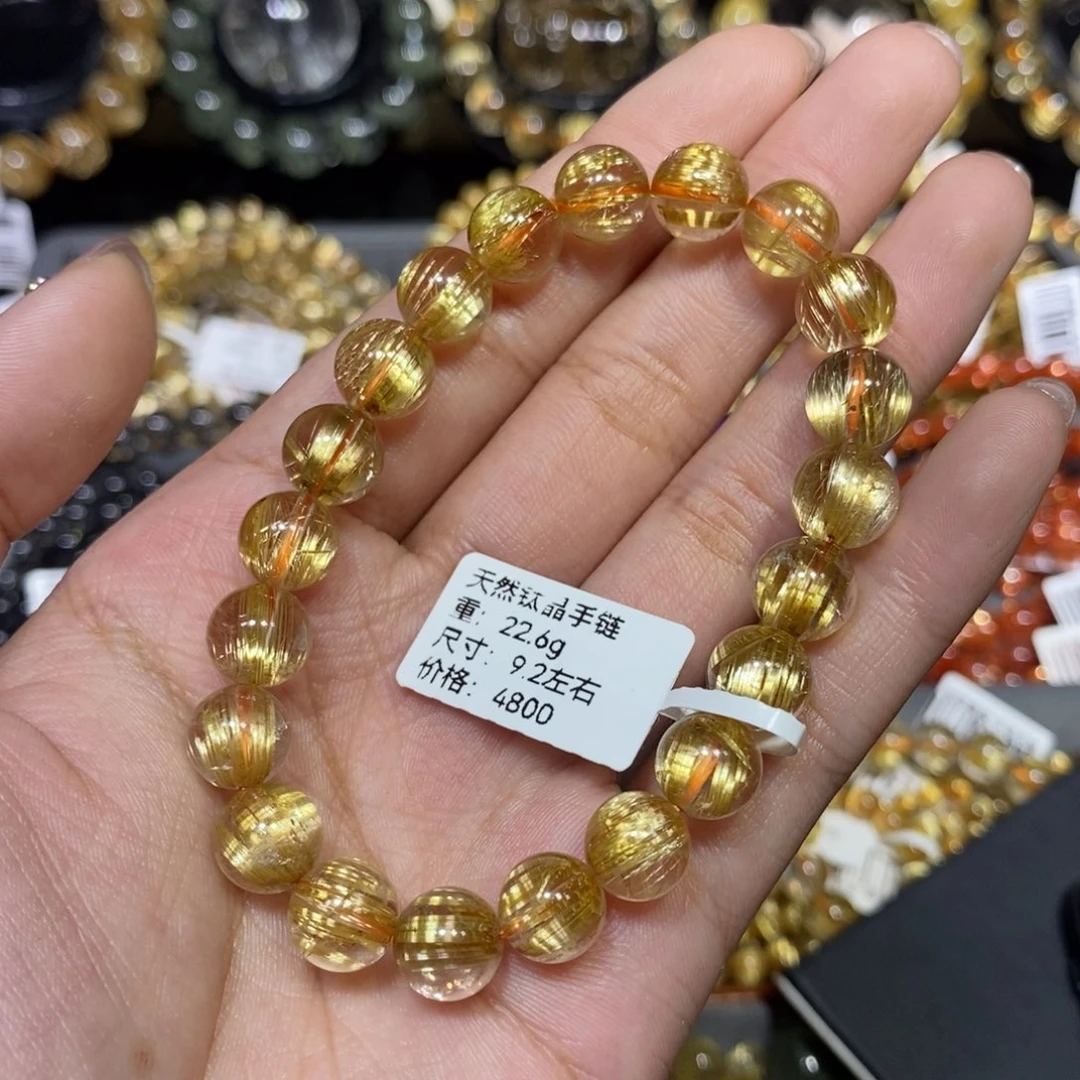 天然钛晶手链
重: 22.6g
尺寸: 9.2左右
价格: 4800